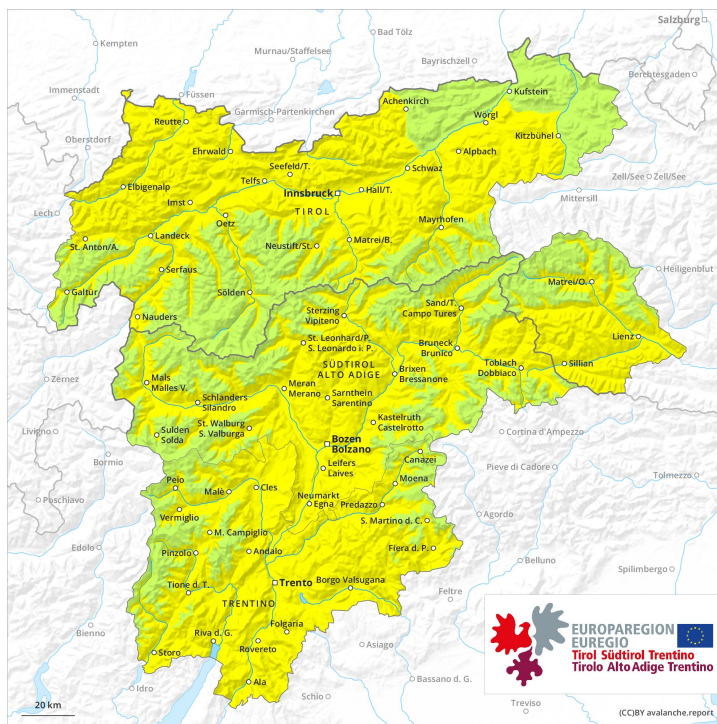 Salzburg
Kempten
Bad Tölz
Murnau/Staffelsee
Bayrischzell
Berchtesgaden
Immenstadt
Füssen
Garmisch-Partenkirchen
Achenkirch
Kufstein
Reutte
Wörgl
Kitzbühel
Oberstdorf
Ehrwald
Seefeld/T.
Alpbach
Schwaz
Zell/See
Zell/See
Telfs
Elbigenalp
Innsbruck
Hall/T.
Mittersill
Lech
Imst
TIROL
Oetz
Mayrhofen
St. Anton/A.
Landeck
Neustift/St.
Matrei/B.
Serfaus
Heiligenblut
Matrei/O.
Galtür
Sölden
Nauders
Sterzing
Vipiteno
Sand/T.
Campo Tures
Lienz
St. Leonhard/P.
S. Leonardo i. P.
Bruneck
Brunico
Toblach
Dobbiaco
Sillian
SÜDTIROL
ALTO ADIGE
Brixen
Bressanone
Zernez
Mals
Malles V.
Meran
Merano
Schlanders
Silandro
Sarnthein
Sarentino
St. Walburg
S. Valburga
Kastelruth
Castelrotto
Livigno
Sulden
Solda
Bozen
Bolzano
Cortina d'Ampezzo
Canazei
Bormio
Leifers
Laives
Pieve di Cadore
Tolmezzo
Peio
Moena
Poschiavo
Malè
Cles
Neumarkt
Egna
Predazzo
Vermiglio
Agordo
S. Martino d. C.
M. Campiglio
Edolo
Pinzolo
Andalo
Fiera d. P.
Belluno
Spilimbergo
Tione d. T.
Trento
Borgo Valsugana
Feltre
TRENTINO
Folgaria
Bienno
Riva d. G.
Rovereto
Asiago
Storo
Bassano d. G.
Ala
Idro
Schio
Treviso
20 km
EUROPAREGION
EUREGIO
Tirol Südtirol Trentino
Tirolo Alto Adige Trentino
(CC)BY avalanche.report